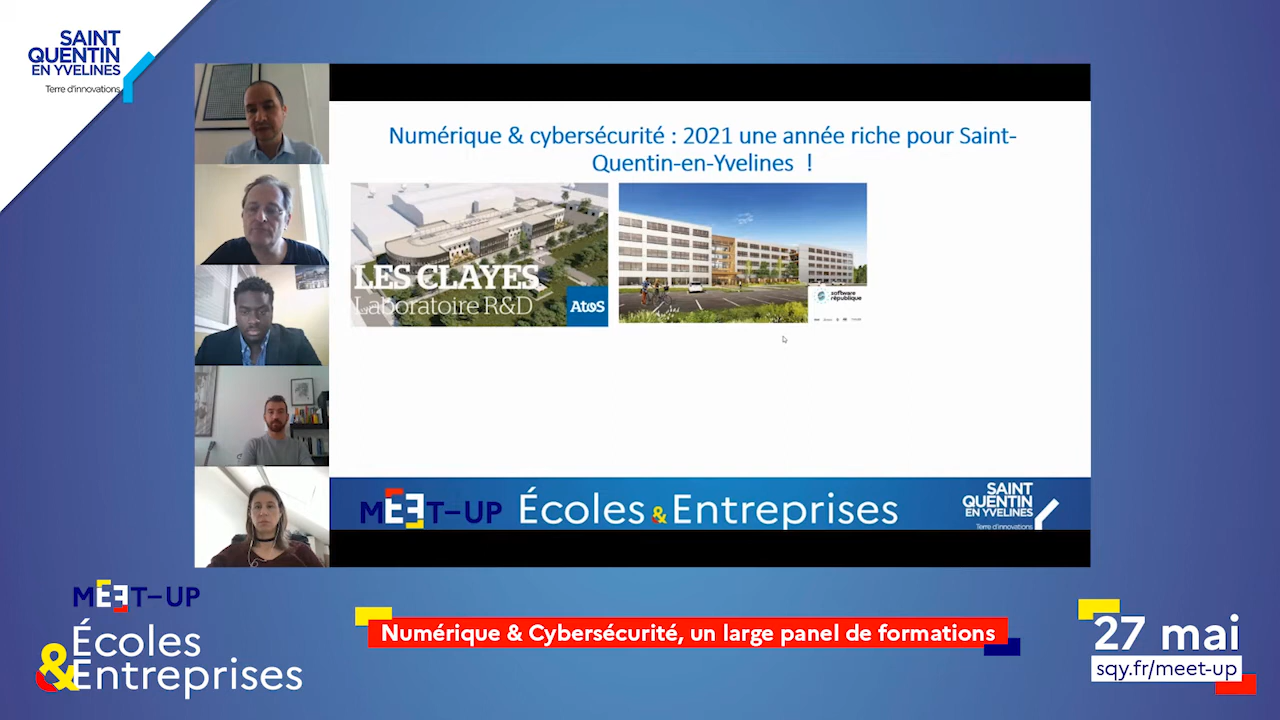 SAINT
QUENTIN
EN YVELINES
Terre d'innovations
Numérique & cybersécurité : 2021 une année riche pour Saint-
Quentin-en-Yvelines !
LES CLAYES
Laboratoire R&D
Atos
software
république
MEET-UP Écoles & Entreprises
SAINT
QUENTIN
EN YVELINES
Terre d'innovations
MEET-UP
Écoles
&Entreprises
Numérique & Cybersécurité, un large panel de formations
27 mai
sqy.fr/meet-up